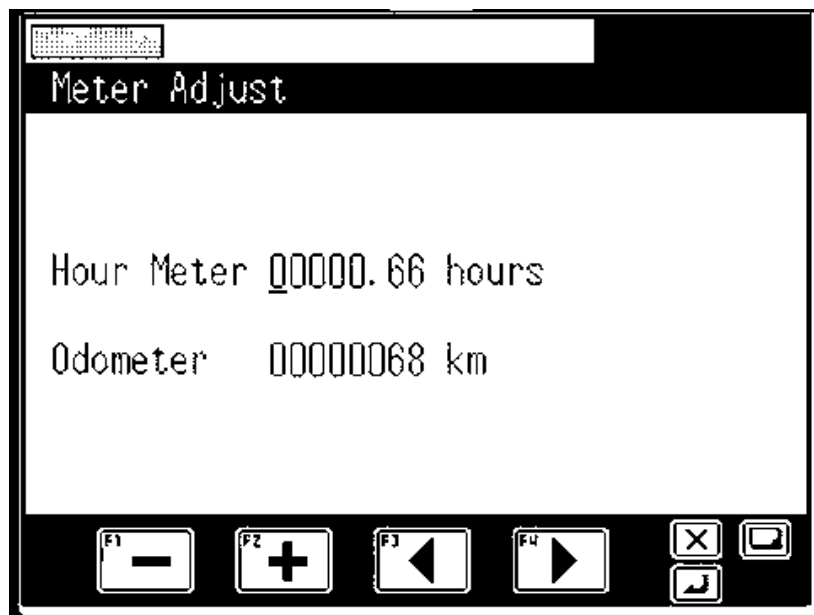 Meter Adjust
Hour Meter 00000.66 hours
Odometer 00000068 km
F1 F2 F3 F4